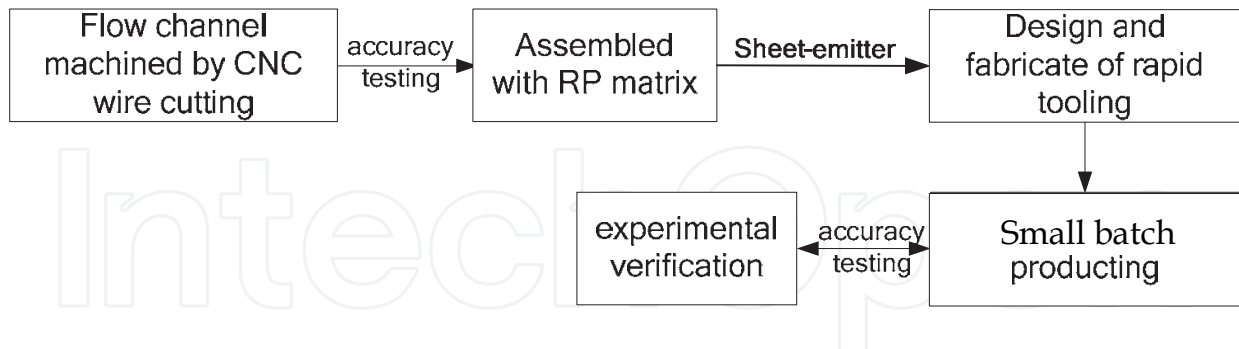 Flow channel
machined by CNC
wire cutting
accuracy
testing
Assembled
with RP matrix
Sheet-emitter
Design and
fabricate of rapid
tooling
experimental
verification
accuracy
testing
Small batch
producting
IntechOp